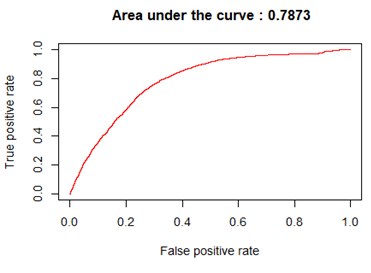 Area under the curve : 0.7873
1.0
0.8
0.6
0.4
0.2
0.0
True positive rate
0.0 0.2 0.4 0.6 0.8 1.0
False positive rate